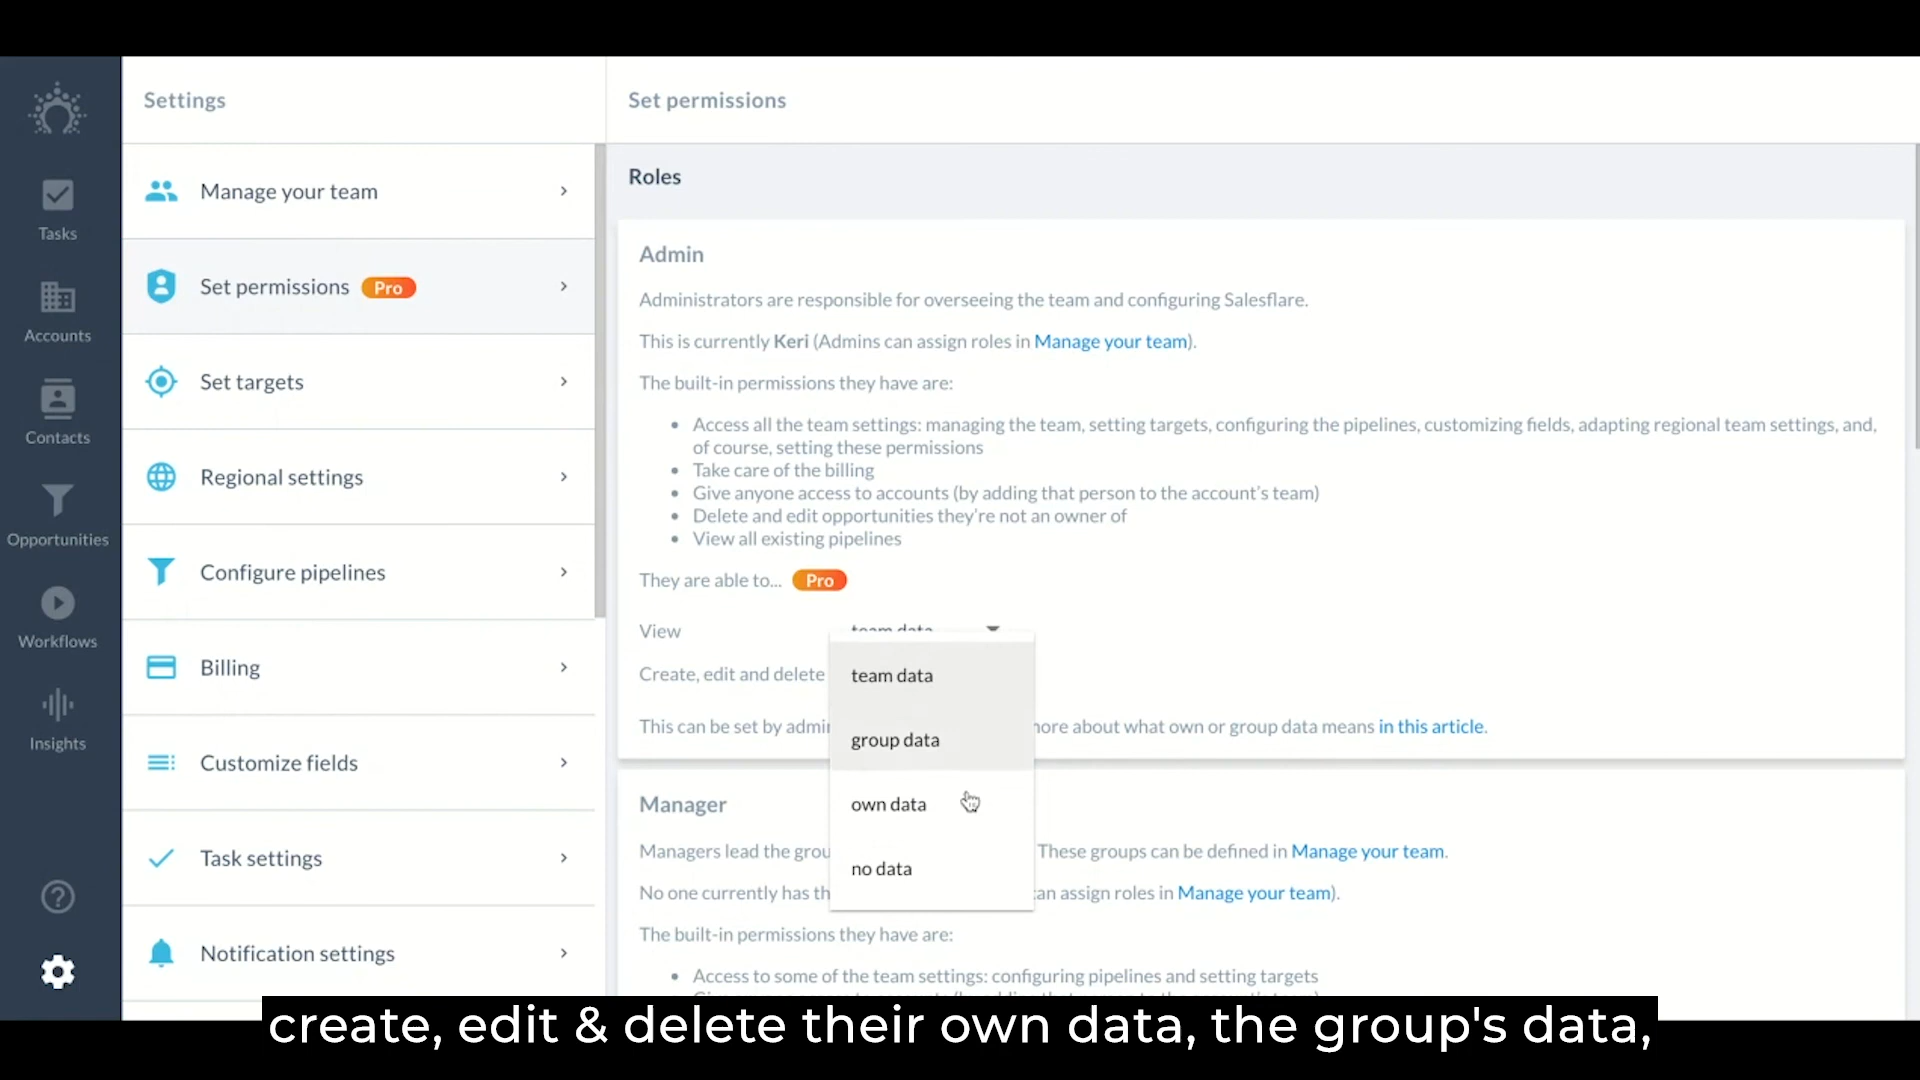 Settings
Set permissions
Tasks
Accounts
Contacts
Opportunities
Workflows
Insights
Manage your team
Set permissions Pro
Set targets
Regional settings
Configure pipelines
Billing
Customize fields
Task settings
Notification settings
Roles
Admin
Administrators are responsible for overseeing the team and configuring Salesflare.
This is currently Keri (Admins can assign roles in Manage your team).
The built-in permissions they have are:
Access all the team settings: managing the team, setting targets, configuring the pipelines, customizing fields, adapting regional team settings, and,
of course, setting these permissions
Take care of the billing
Give anyone access to accounts (by adding that person to the account's team)
Delete and edit opportunities they're not an owner of
View all existing pipelines
They are able to... Pro
View team data
Create, edit and delete
team data
group data
own data
no data
This can be set by about what own or group data means in this article.
Manager
Managers lead the These groups can be defined in Manage your team.
No one currently has assign roles in Manage your team).
The built-in permissions they have are:
Access to some of the team settings: configuring pipelines and setting targets
create, edit & delete their own data, the group's data,